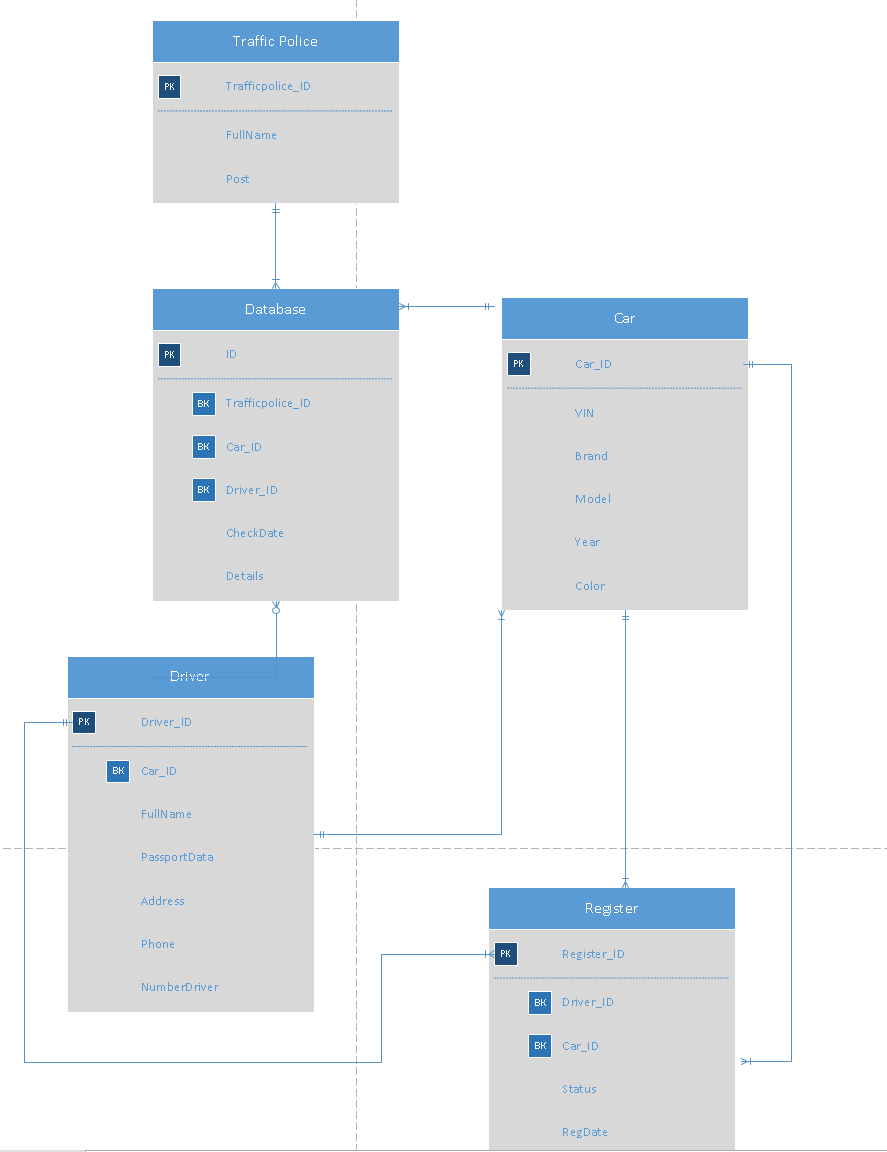 Traffic Police
PK Trafficpolice_ID
FullName
Post
Database
PK ID
BK Trafficpolice_ID
BK Car_ID
BK Driver_ID
CheckDate
Details
Car
PK Car_ID
VIN
Brand
Model
Year
Color
Driver
PK Driver_ID
BK Car_ID
FullName
PassportData
Address
Phone
NumberDriver
Register
PK Register_ID
BK Driver_ID
BK Car_ID
Status
RegDate